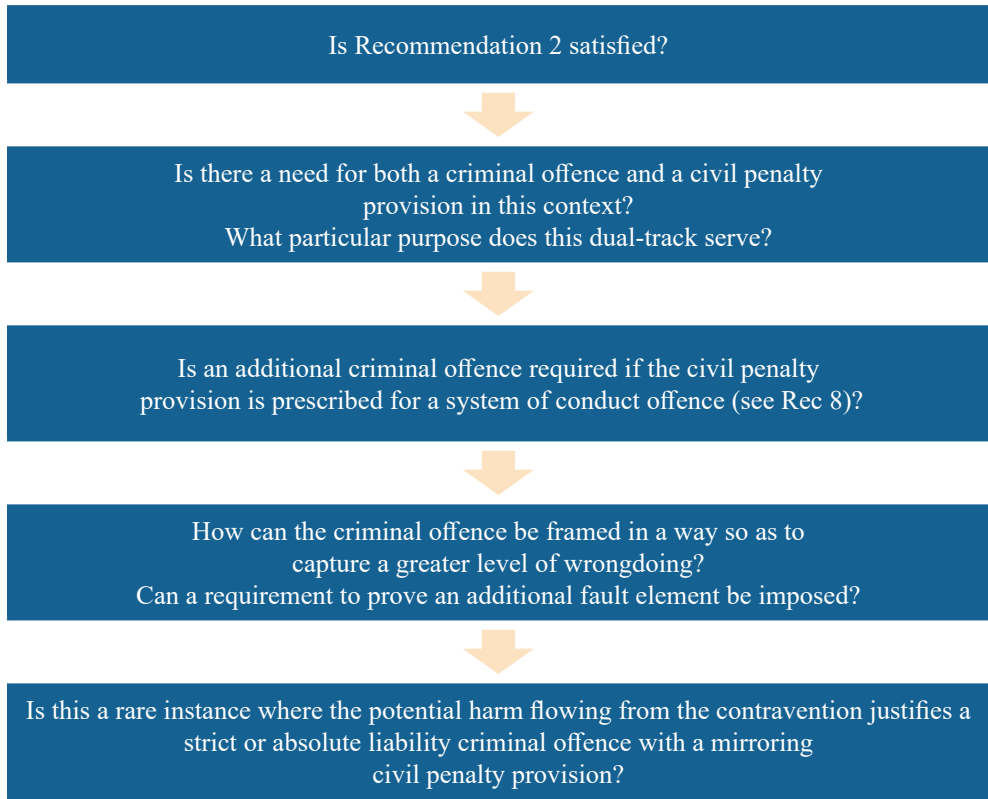 Is Recommendation 2 satisfied?
Is there a need for both a criminal offence and a civil penalty
provision in this context?
What particular purpose does this dual-track serve?
Is an additional criminal offence required if the civil penalty
provision is prescribed for a system of conduct offence (see Rec 8)?
How can the criminal offence be framed in a way so as to
capture a greater level of wrongdoing?
Can a requirement to prove an additional fault element be imposed?
Is this a rare instance where the potential harm flowing from the contravention justifies a
strict or absolute liability criminal offence with a mirroring
civil penalty provision?